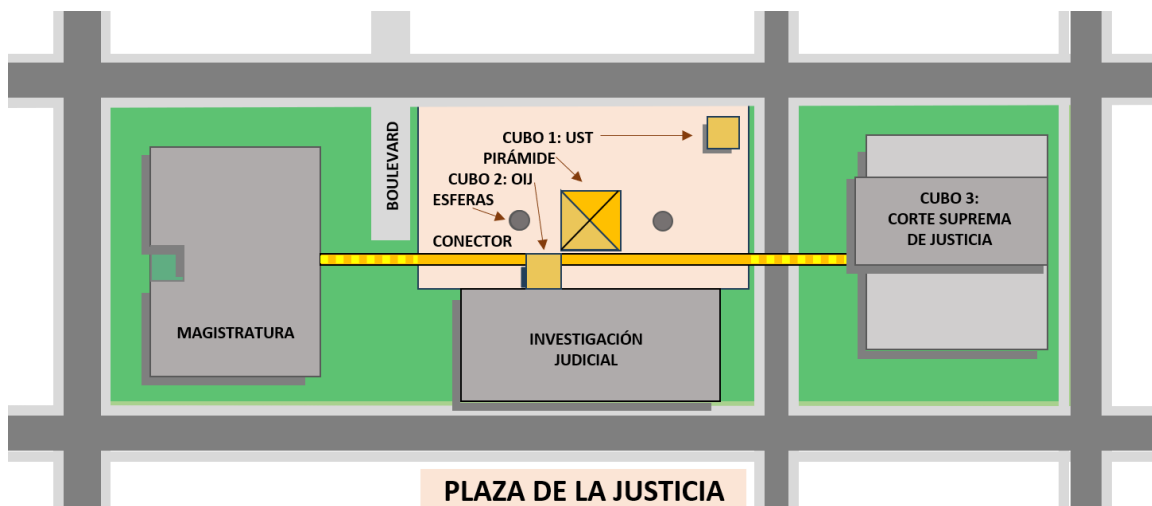 BOULEVARD
CUBO 1: UST
PIRÁMIDE
CUBO 2: OIJ
ESFERAS
CONECTOR
CUBO 3:
CORTE SUPREMA
DE JUSTICIA
MAGISTRATURA
INVESTIGACIÓN
JUDICIAL
PLAZA DE LA JUSTICIA